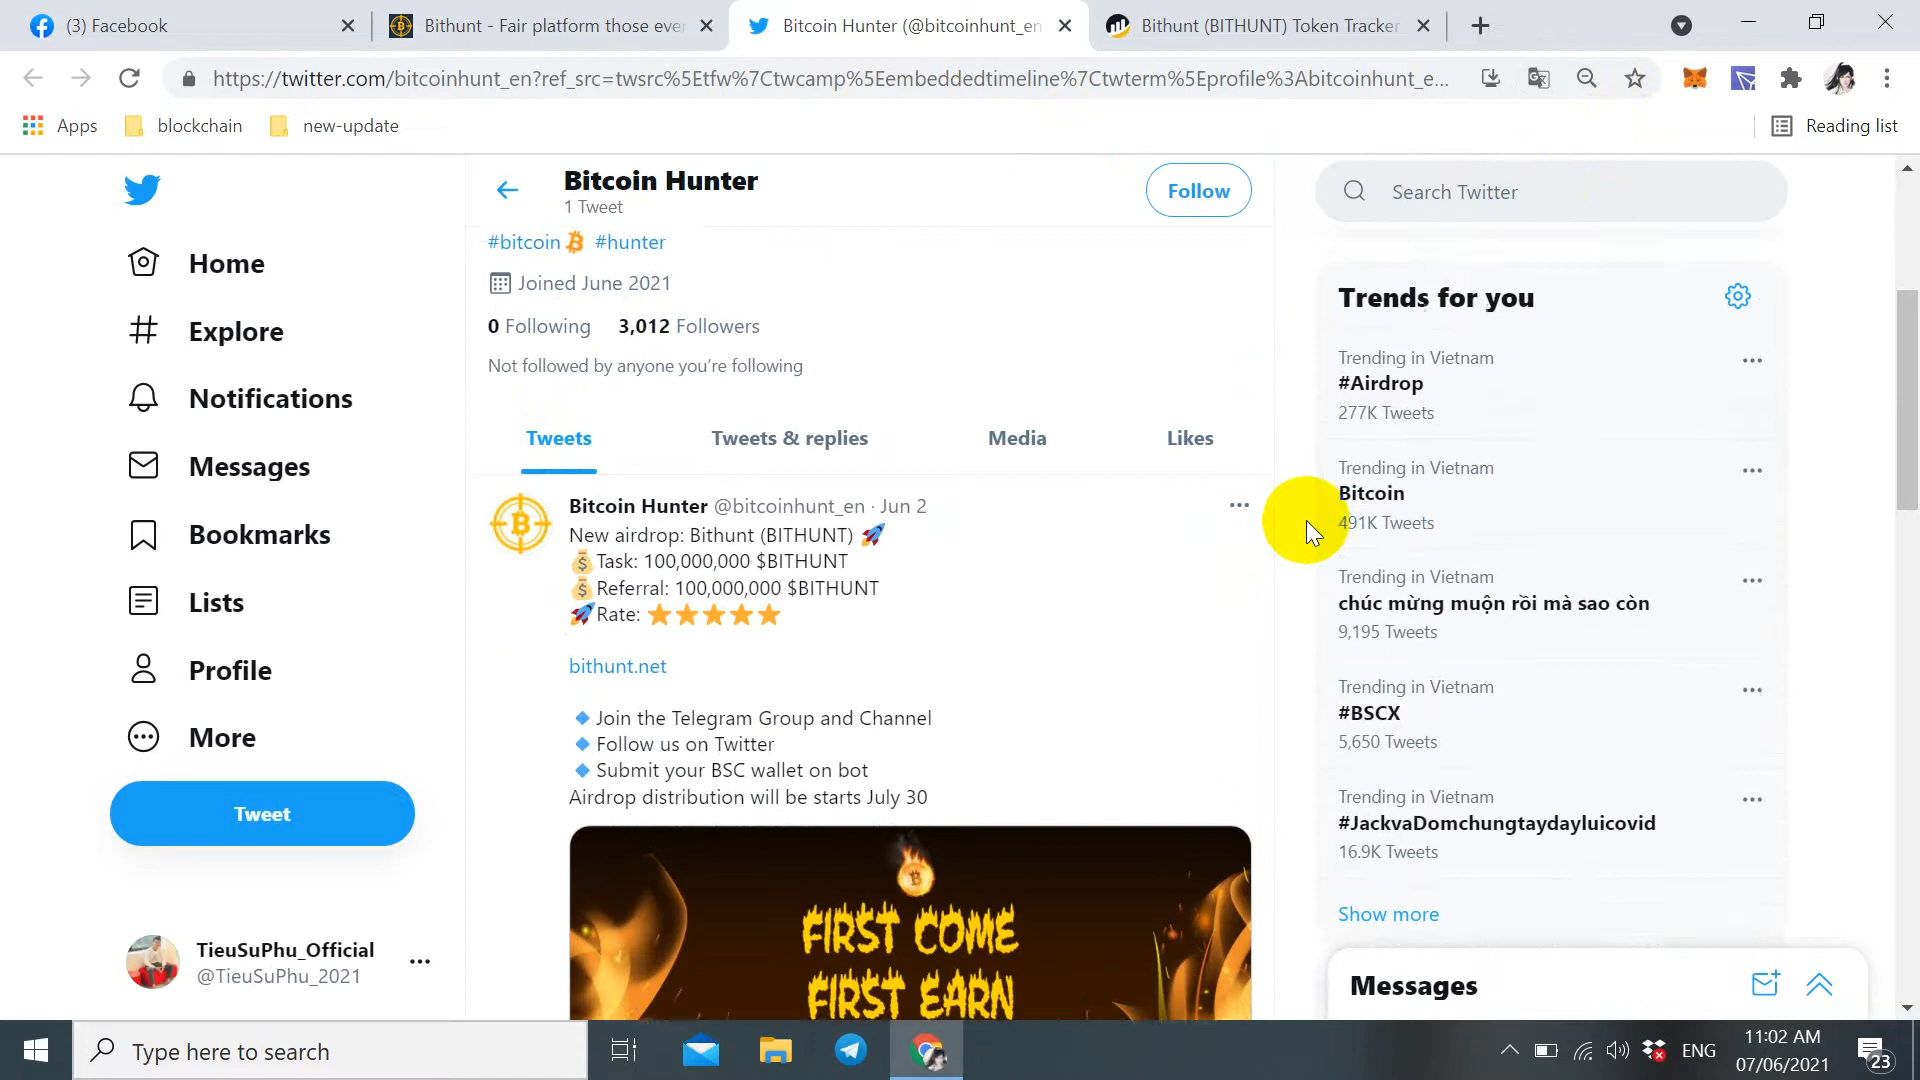 (3) Facebook
Bithunt - Fair platform those ever
Bitcoin Hunter (@bitcoinhunt_en
Bithunt (BITHUNT) Token Tracker
https://twitter.com/bitcoinhunt_en?ref_src=twsrc%5Etfw%7Ctwcamp%5Eembeddedtimeline%7Ctwterm%5Eprofile%3Abitcoinhunt_e...
Apps
blockchain
new-update
Reading list
Home
Explore
Notifications
Messages
Bookmarks
Lists
Profile
More
Tweet
TieuSuPhu_Official
@TieuSuPhu_2021
Bitcoin Hunter
1 Tweet
Follow
#bitcoin #hunter
Joined June 2021
0 Following 3,012 Followers
Not followed by anyone you're following
Tweets
Tweets & replies
Media
Likes
Bitcoin Hunter @bitcoinhunt_en · Jun 2
New airdrop: Bithunt (BITHUNT) 🚀
💰Task: 100,000,000 $BITHUNT
💰Referral: 100,000,000 $BITHUNT
🚀Rate: ⭐⭐⭐⭐⭐
bithunt.net
🔹Join the Telegram Group and Channel
🔹Follow us on Twitter
🔹Submit your BSC wallet on bot
Airdrop distribution will be starts July 30
FIRST COME
FIRST EARN
Search Twitter
Trends for you
Trending in Vietnam
#Airdrop
277K Tweets
Trending in Vietnam
Bitcoin
491K Tweets
Trending in Vietnam
chúc mừng muộn rồi mà sao còn
9,195 Tweets
Trending in Vietnam
#BSCX
5,650 Tweets
Trending in Vietnam
#JackvaDomchungtaydayluicovid
16.9K Tweets
Show more
Messages
Type here to search
ENG
11:02 AM
07/06/2021
23